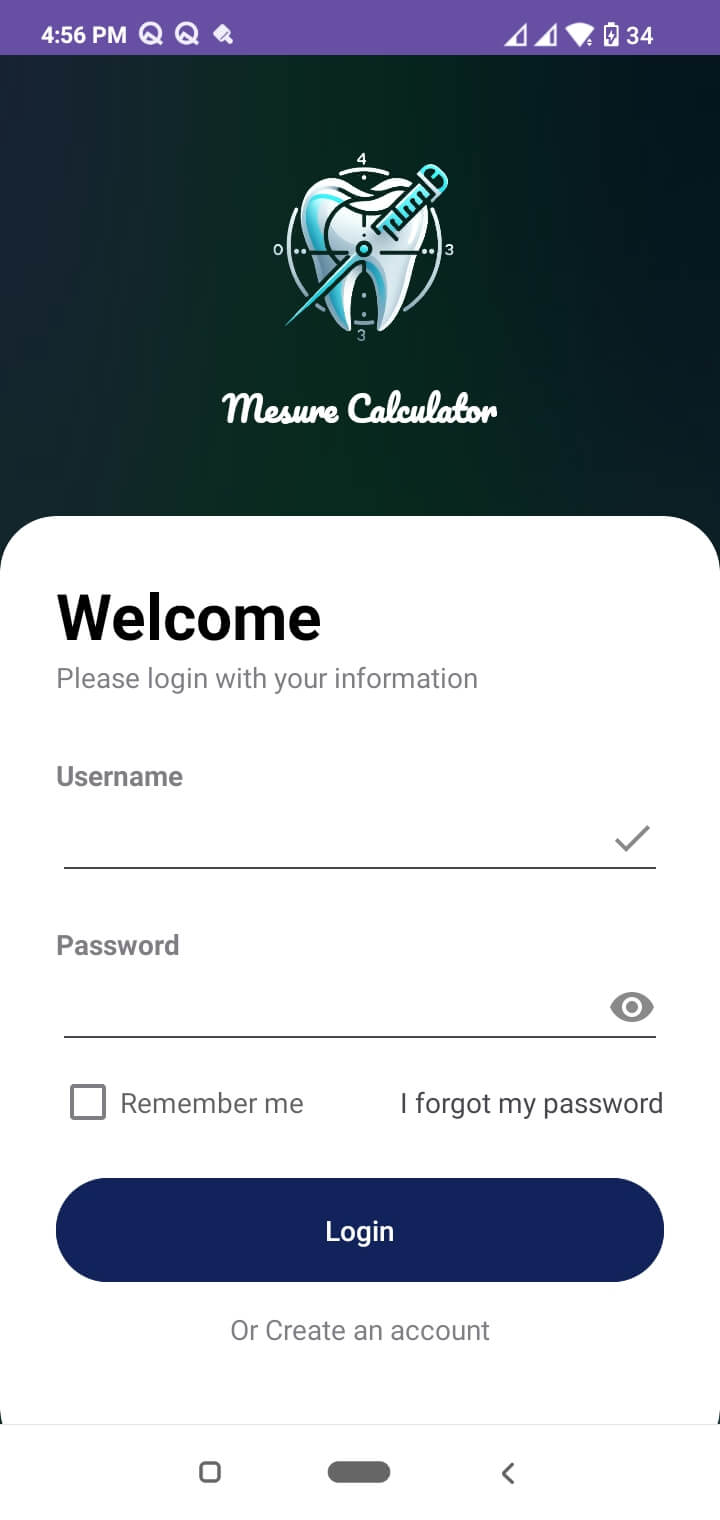 4:56 PM 34
4
0 3
3
Mesure Calculator
Welcome
Please login with your information
Username
Password
Remember me I forgot my password
Login
Or Create an account